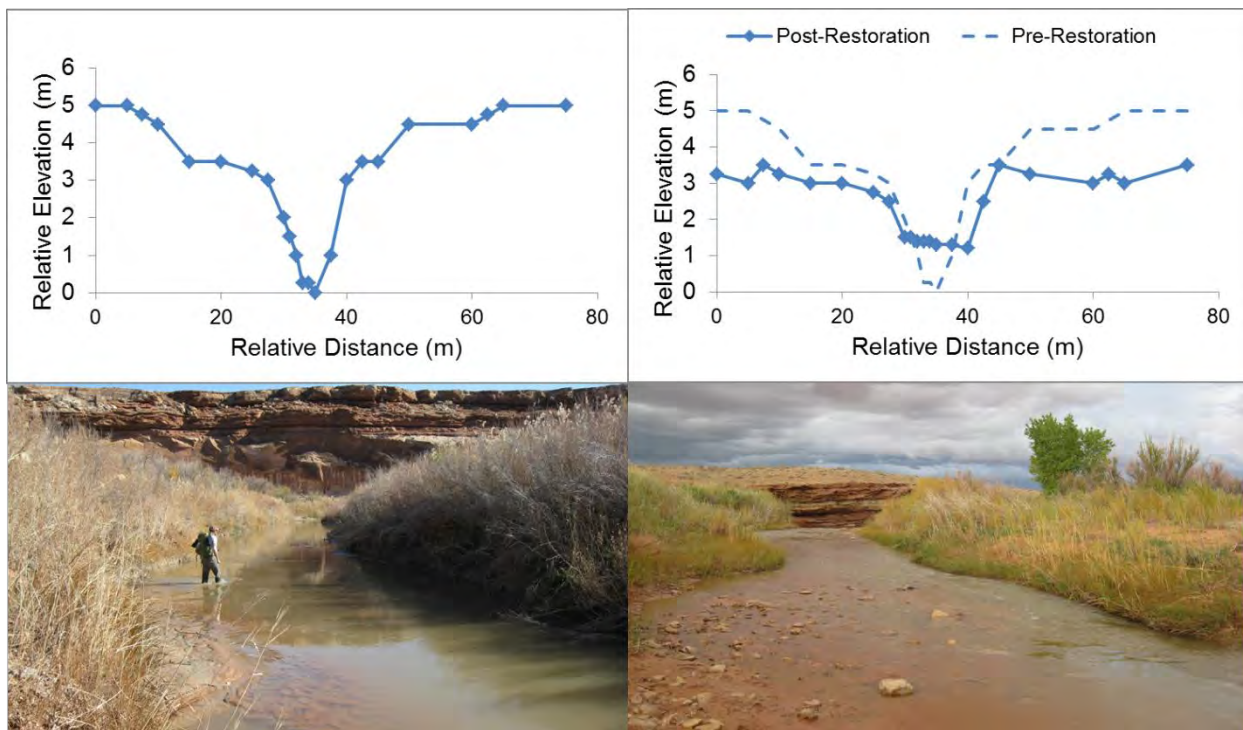 6
5
4
3
2
1
0
Relative Elevation (m)
0 20 40 60 80
Relative Distance (m)
Post-Restoration Pre-Restoration
6
5
4
3
2
1
0
Relative Elevation (m)
0 20 40 60 80
Relative Distance (m)